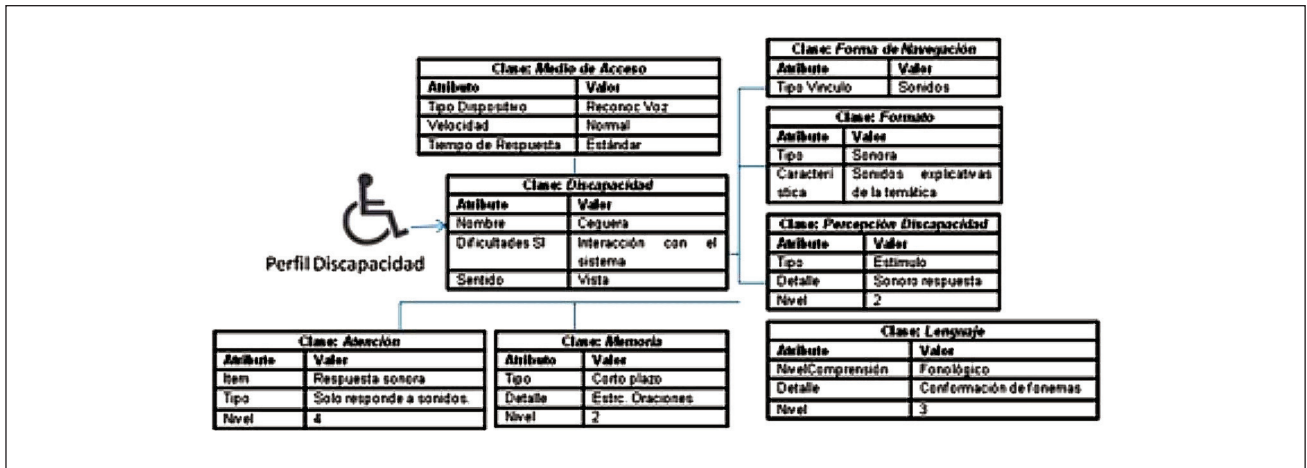 Clase: Medio de Acceso
Atributo Valor
Tipo Dispositivo Reconoc Voz
Velocidad Normal
Tiempo de Respuesta Estándar
Clase: Forma de Navegación
Atributo Valor
Tipo Vinculo Sonidos
Clase: Formato
Atributo Valor
Tipo Sonora
Caracterí Sonidos explicativas
stica de la temática
Perfil Discapacidad
Clase: Discapacidad
Atributo Valor
Nombre Ceguera
Dificultades SI Interacción con el
sistema
Sentido Vista
Clase: Percepción Discapacidad
Atributo Valor
Tipo Estimulo
Detalle Sonoro respuesta
Nivel 2
Clase: Atención
Atributo Valor
Item Respuesta sonora
Tipo Solo responde a sonidos.
Nivel 4
Clase: Memoria
Atributo Valor
Tipo Corto plazo
Detalle Estrc. Oraciones
Nivel 2
Clase: Lenguaje
Atributo Valor
NivelComprensión Fonológico
Detalle Conformación de fonemas
Nivel 3